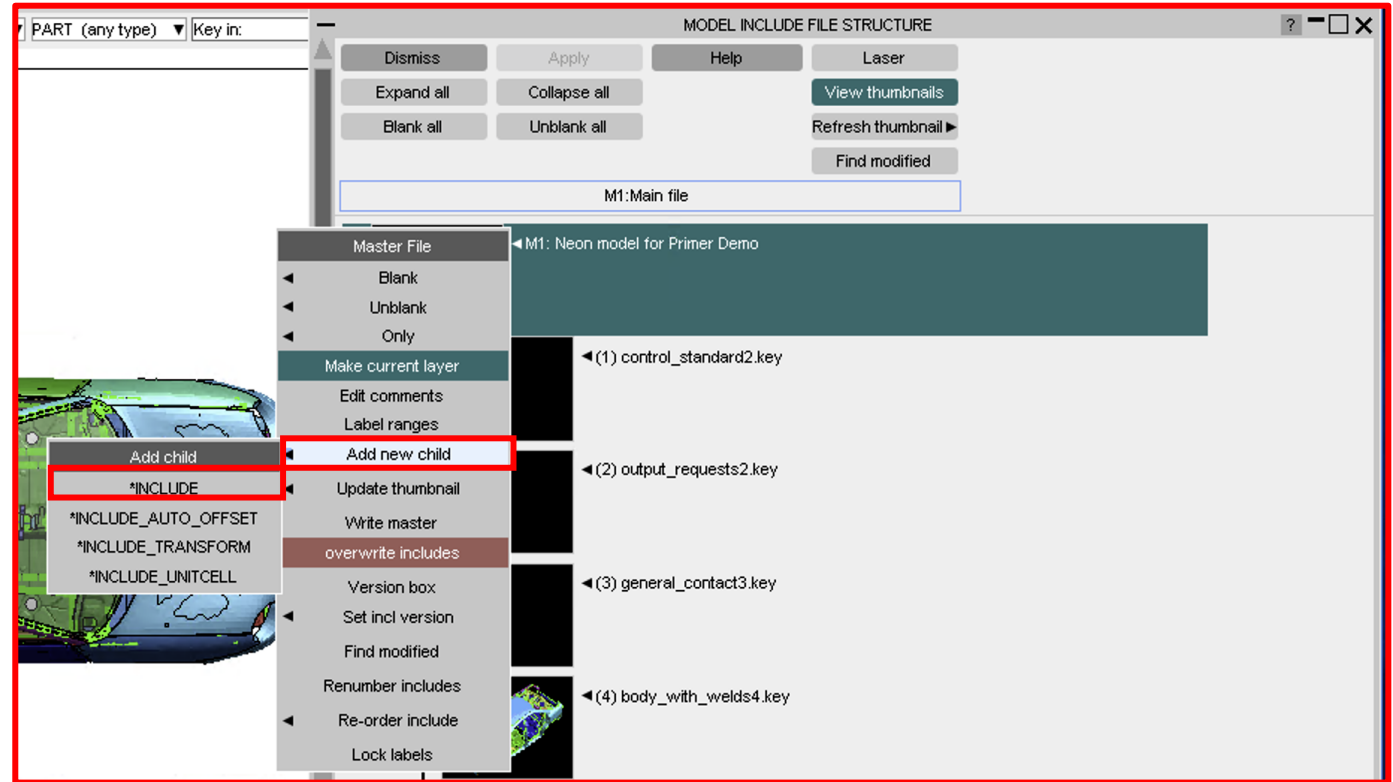 PART (any type) ▼ Key in:
MODEL INCLUDE FILE STRUCTURE
?
Dismiss Apply Help Laser
Expand all Collapse all View thumbnails
Blank all Unblank all Refresh thumbnail ►
Find modified
M1:Main file
Master File
Blank
Unblank
Only
Make current layer
Edit comments
Label ranges
Add new child
Update thumbnail
Write master
overwrite includes
Version box
Set incl version
Find modified
Renumber includes
Re-order include
Lock labels
Add child
*INCLUDE
*INCLUDE_AUTO_OFFSET
*INCLUDE_TRANSFORM
*INCLUDE_UNITCELL
M1: Neon model for Primer Demo
(1) control_standard2.key
(2) output_requests2.key
(3) general_contact3.key
(4) body_with_welds4.key